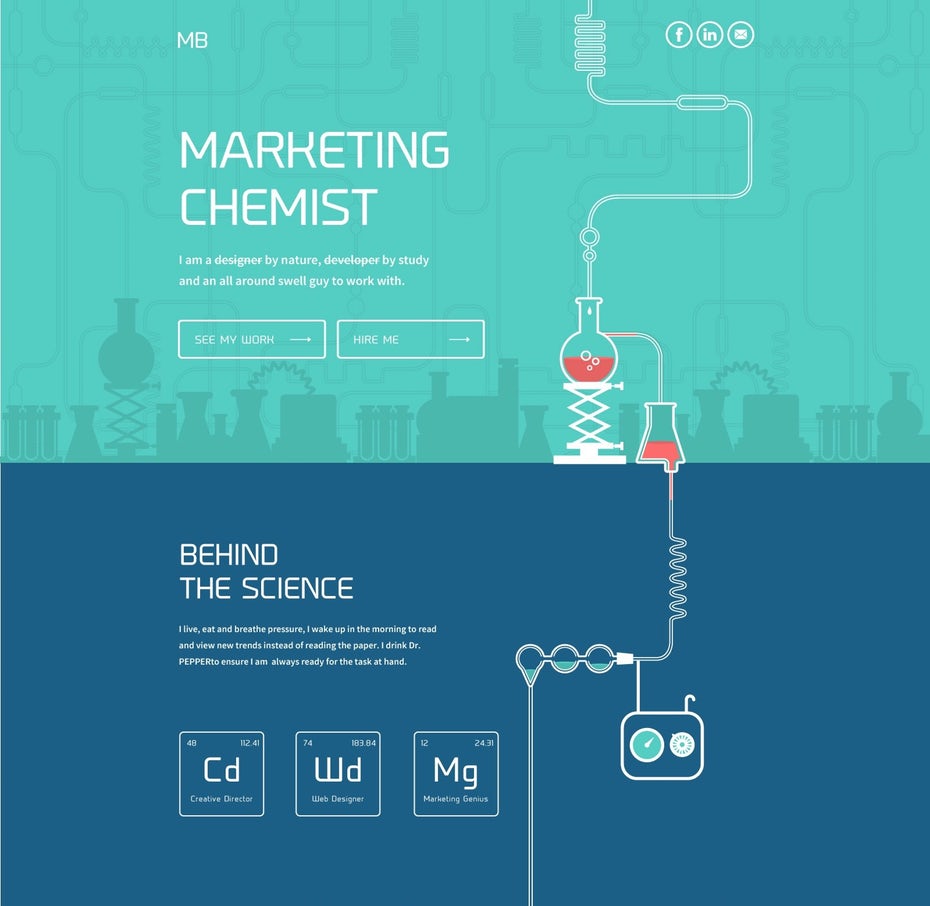 MB
f in
MARKETING
CHEMIST
I am a designer by nature, developer by study
and an all around swell guy to work with.
SEE MY WORK
HIRE ME
BEHIND
THE SCIENCE
I live, eat and breathe pressure, I wake up in the morning to read
and view new trends instead of reading the paper. I drink Dr.
PEPPERto ensure I am always ready for the task at hand.
48 112.41
Cd
Creative Director
74 183.84
Wd
Web Designer
12 24.31
Mg
Marketing Genius